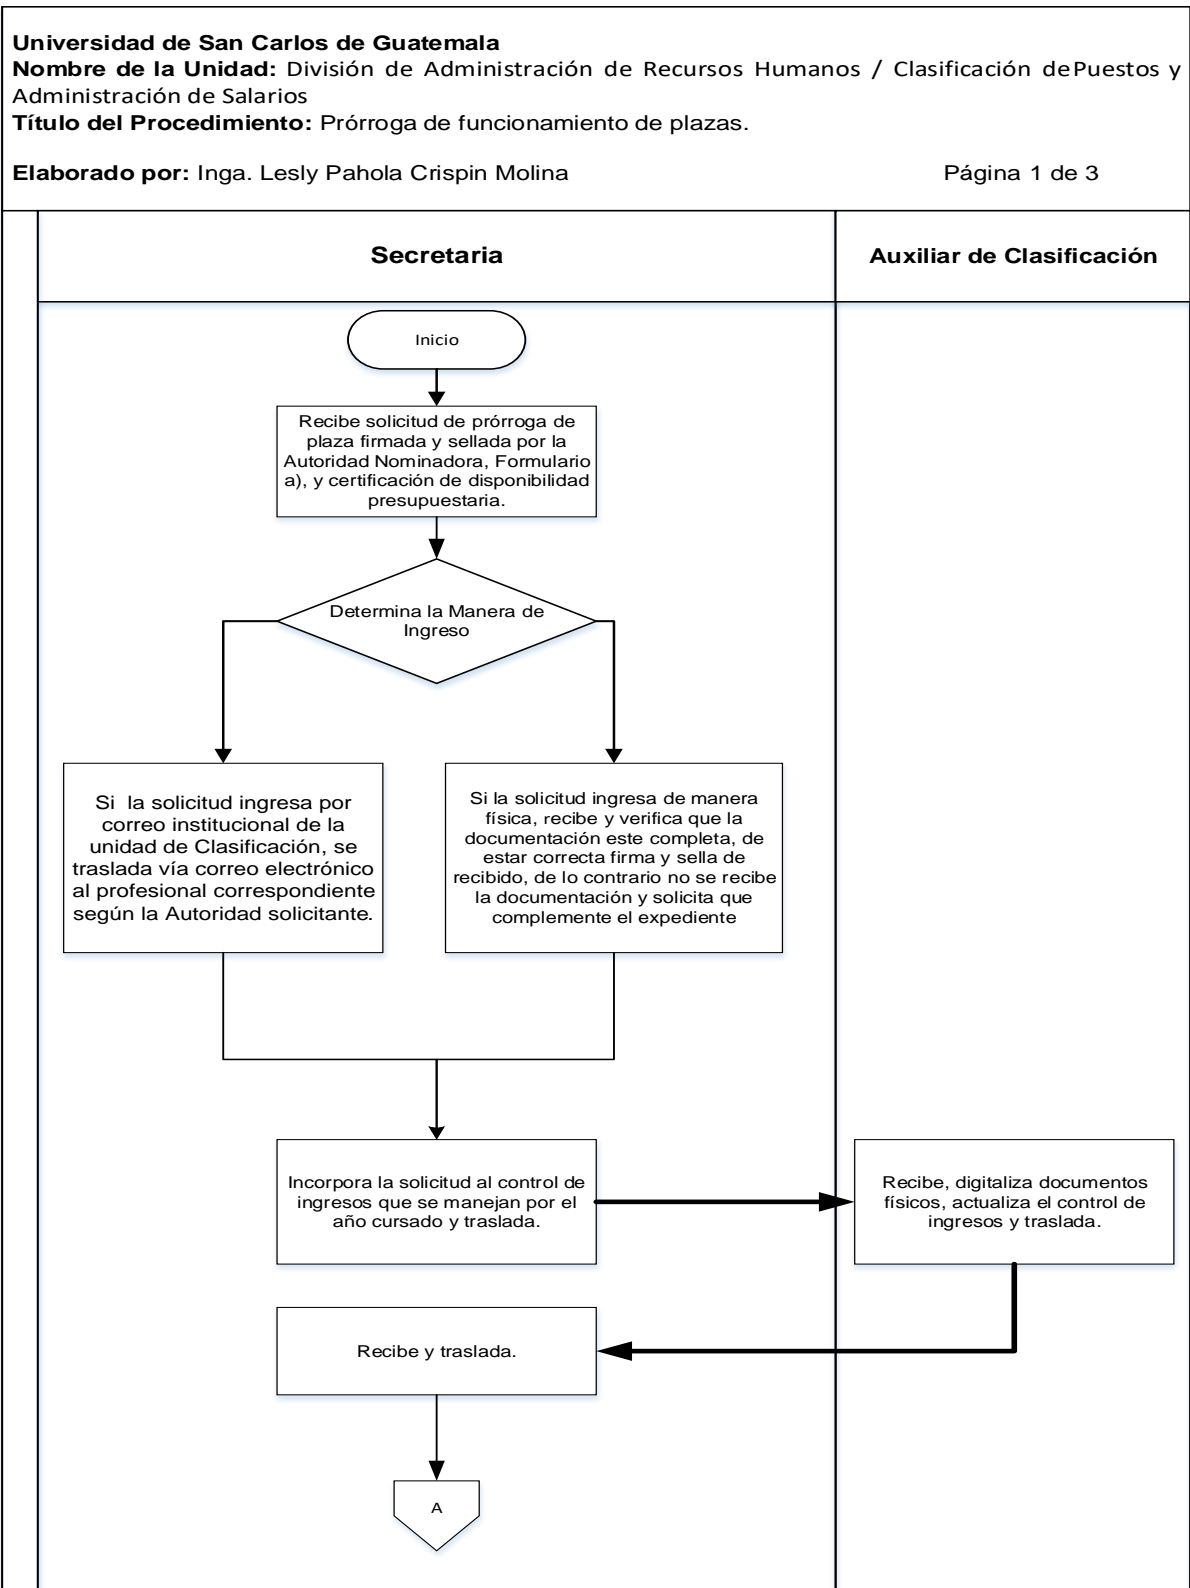 Universidad de San Carlos de Guatemala
Nombre de la Unidad: División de Administración de Recursos Humanos / Clasificación dePuestos y
Administración de Salarios
Título del Procedimiento: Prórroga de funcionamiento de plazas.
Elaborado por: Inga. Lesly Pahola Crispin Molina Página 1 de 3
Secretaria
Auxiliar de Clasificación
Inicio
Recibe solicitud de prórroga de
plaza firmada y sellada por la
Autoridad Nominadora, Formulario
a), y certificación de disponibilidad
presupuestaria.
Determina la Manera de
Ingreso
Si la solicitud ingresa por
correo institucional de la
unidad de Clasificación, se
traslada vía correo electrónico
al profesional correspondiente
según la Autoridad solicitante.
Si la solicitud ingresa de manera
física, recibe y verifica que la
documentación este completa, de
estar correcta firma y sella de
recibido, de lo contrario no se recibe
la documentación y solicita que
complemente el expediente
Incorpora la solicitud al control de
ingresos que se manejan por el
año cursado y traslada.
Recibe, digitaliza documentos
físicos, actualiza el control de
ingresos y traslada.
Recibe y traslada.
A